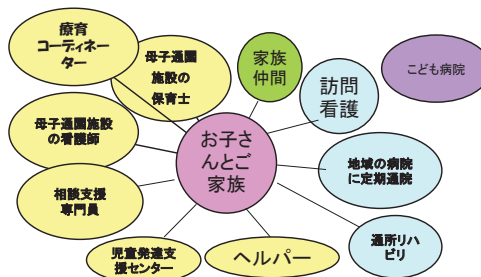 療育
コーディネー
ター
母子通園
施設の
保育士
家族
仲間
訪問
看護
こども病院
母子通園施設
の看護師
お子さ
んとご
家族
地域の病院
に定期通院
相談支援
専門員
児童発達支
援センター
ヘルパー
通所リハ
ビリ